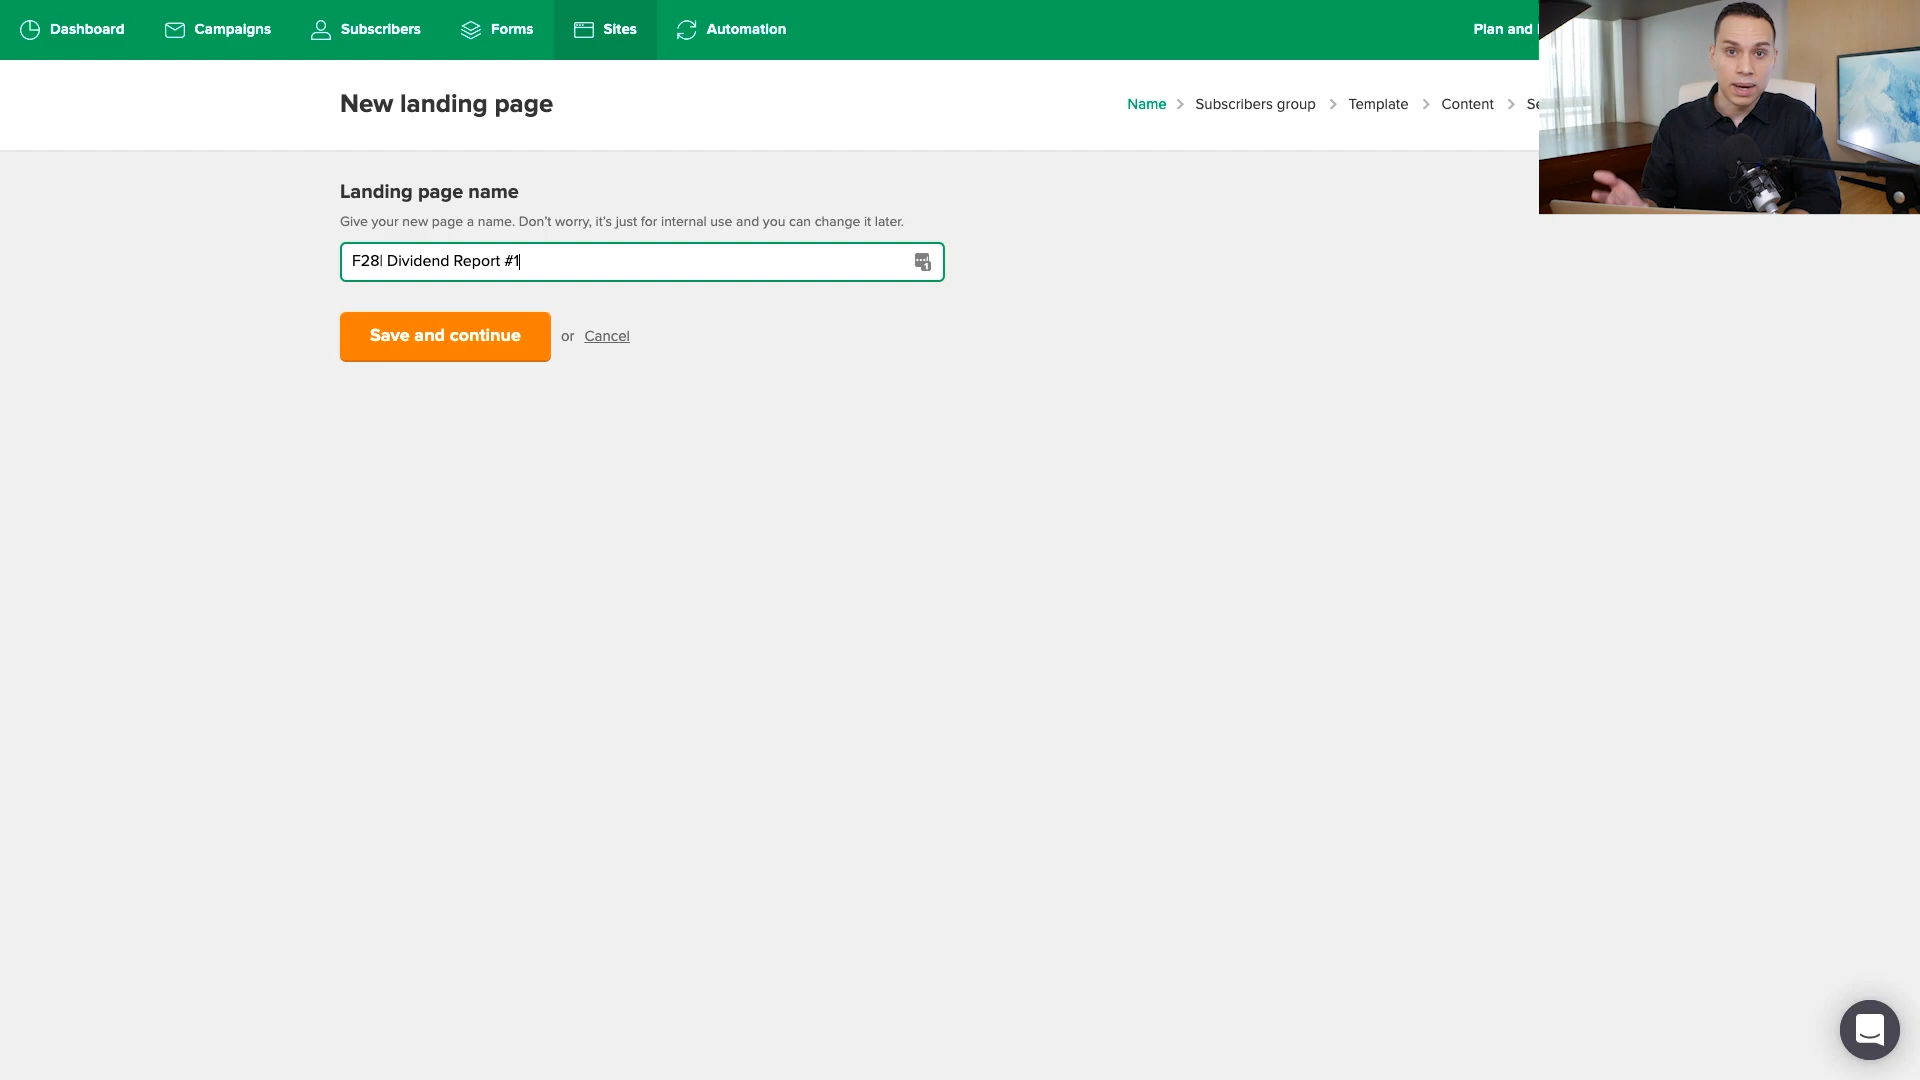 Dashboard
Campaigns
Subscribers
Forms
Sites
Automation
Plan and
New landing page
Name
Subscribers group
Template
Content
Se
Landing page name
Give your new page a name. Don't worry, it's just for internal use and you can change it later.
F28| Dividend Report #1
Save and continue
or
Cancel